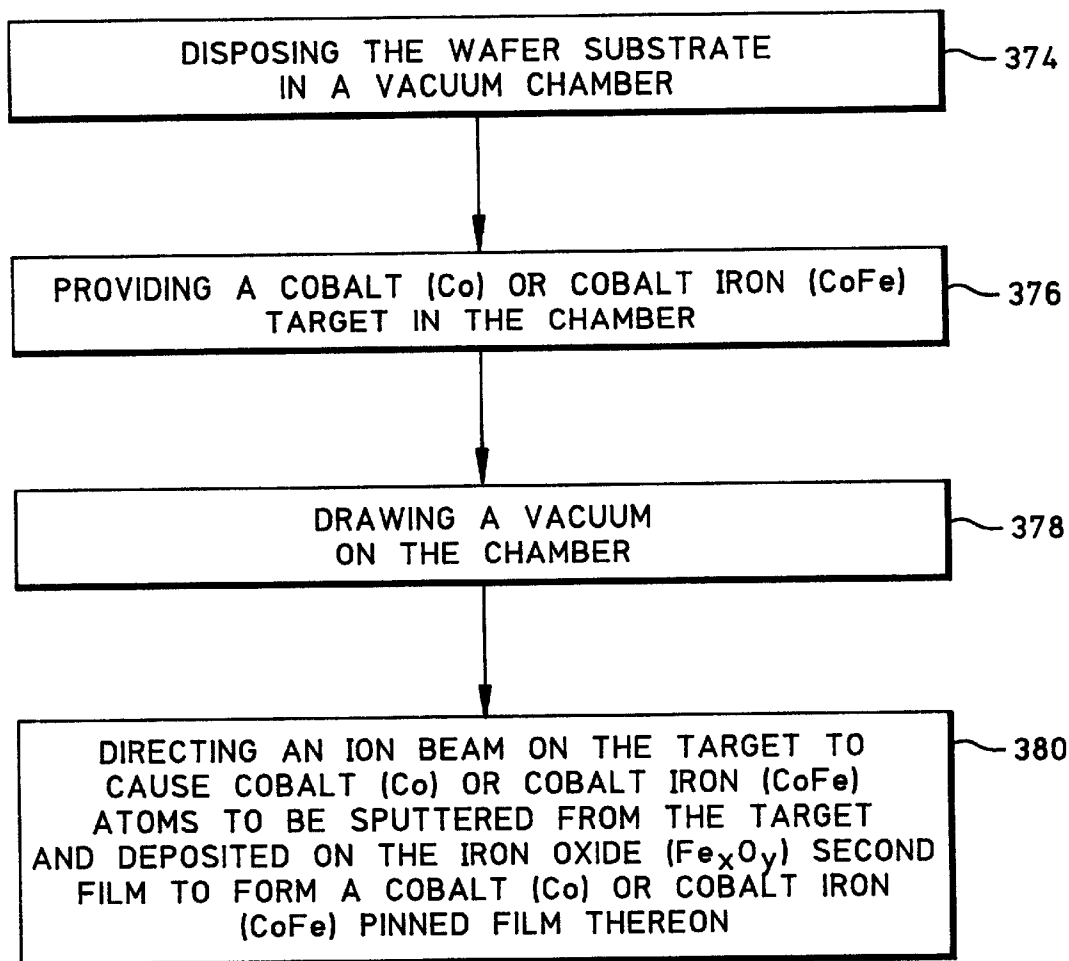 DISPOSING THE WAFER SUBSTRATE
IN A VACUUM CHAMBER
374
PROVIDING A COBALT (Co) OR COBALT IRON (CoFe)
TARGET IN THE CHAMBER
376
DRAWING A VACUUM
ON THE CHAMBER
378
DIRECTING AN ION BEAM ON THE TARGET TO
CAUSE COBALT (Co) OR COBALT IRON (CoFe)
ATOMS TO BE SPUTTERED FROM THE TARGET
AND DEPOSITED ON THE IRON OXIDE (FeₓOᵧ) SECOND
FILM TO FORM A COBALT (Co) OR COBALT IRON
(CoFe) PINNED FILM THEREON
380